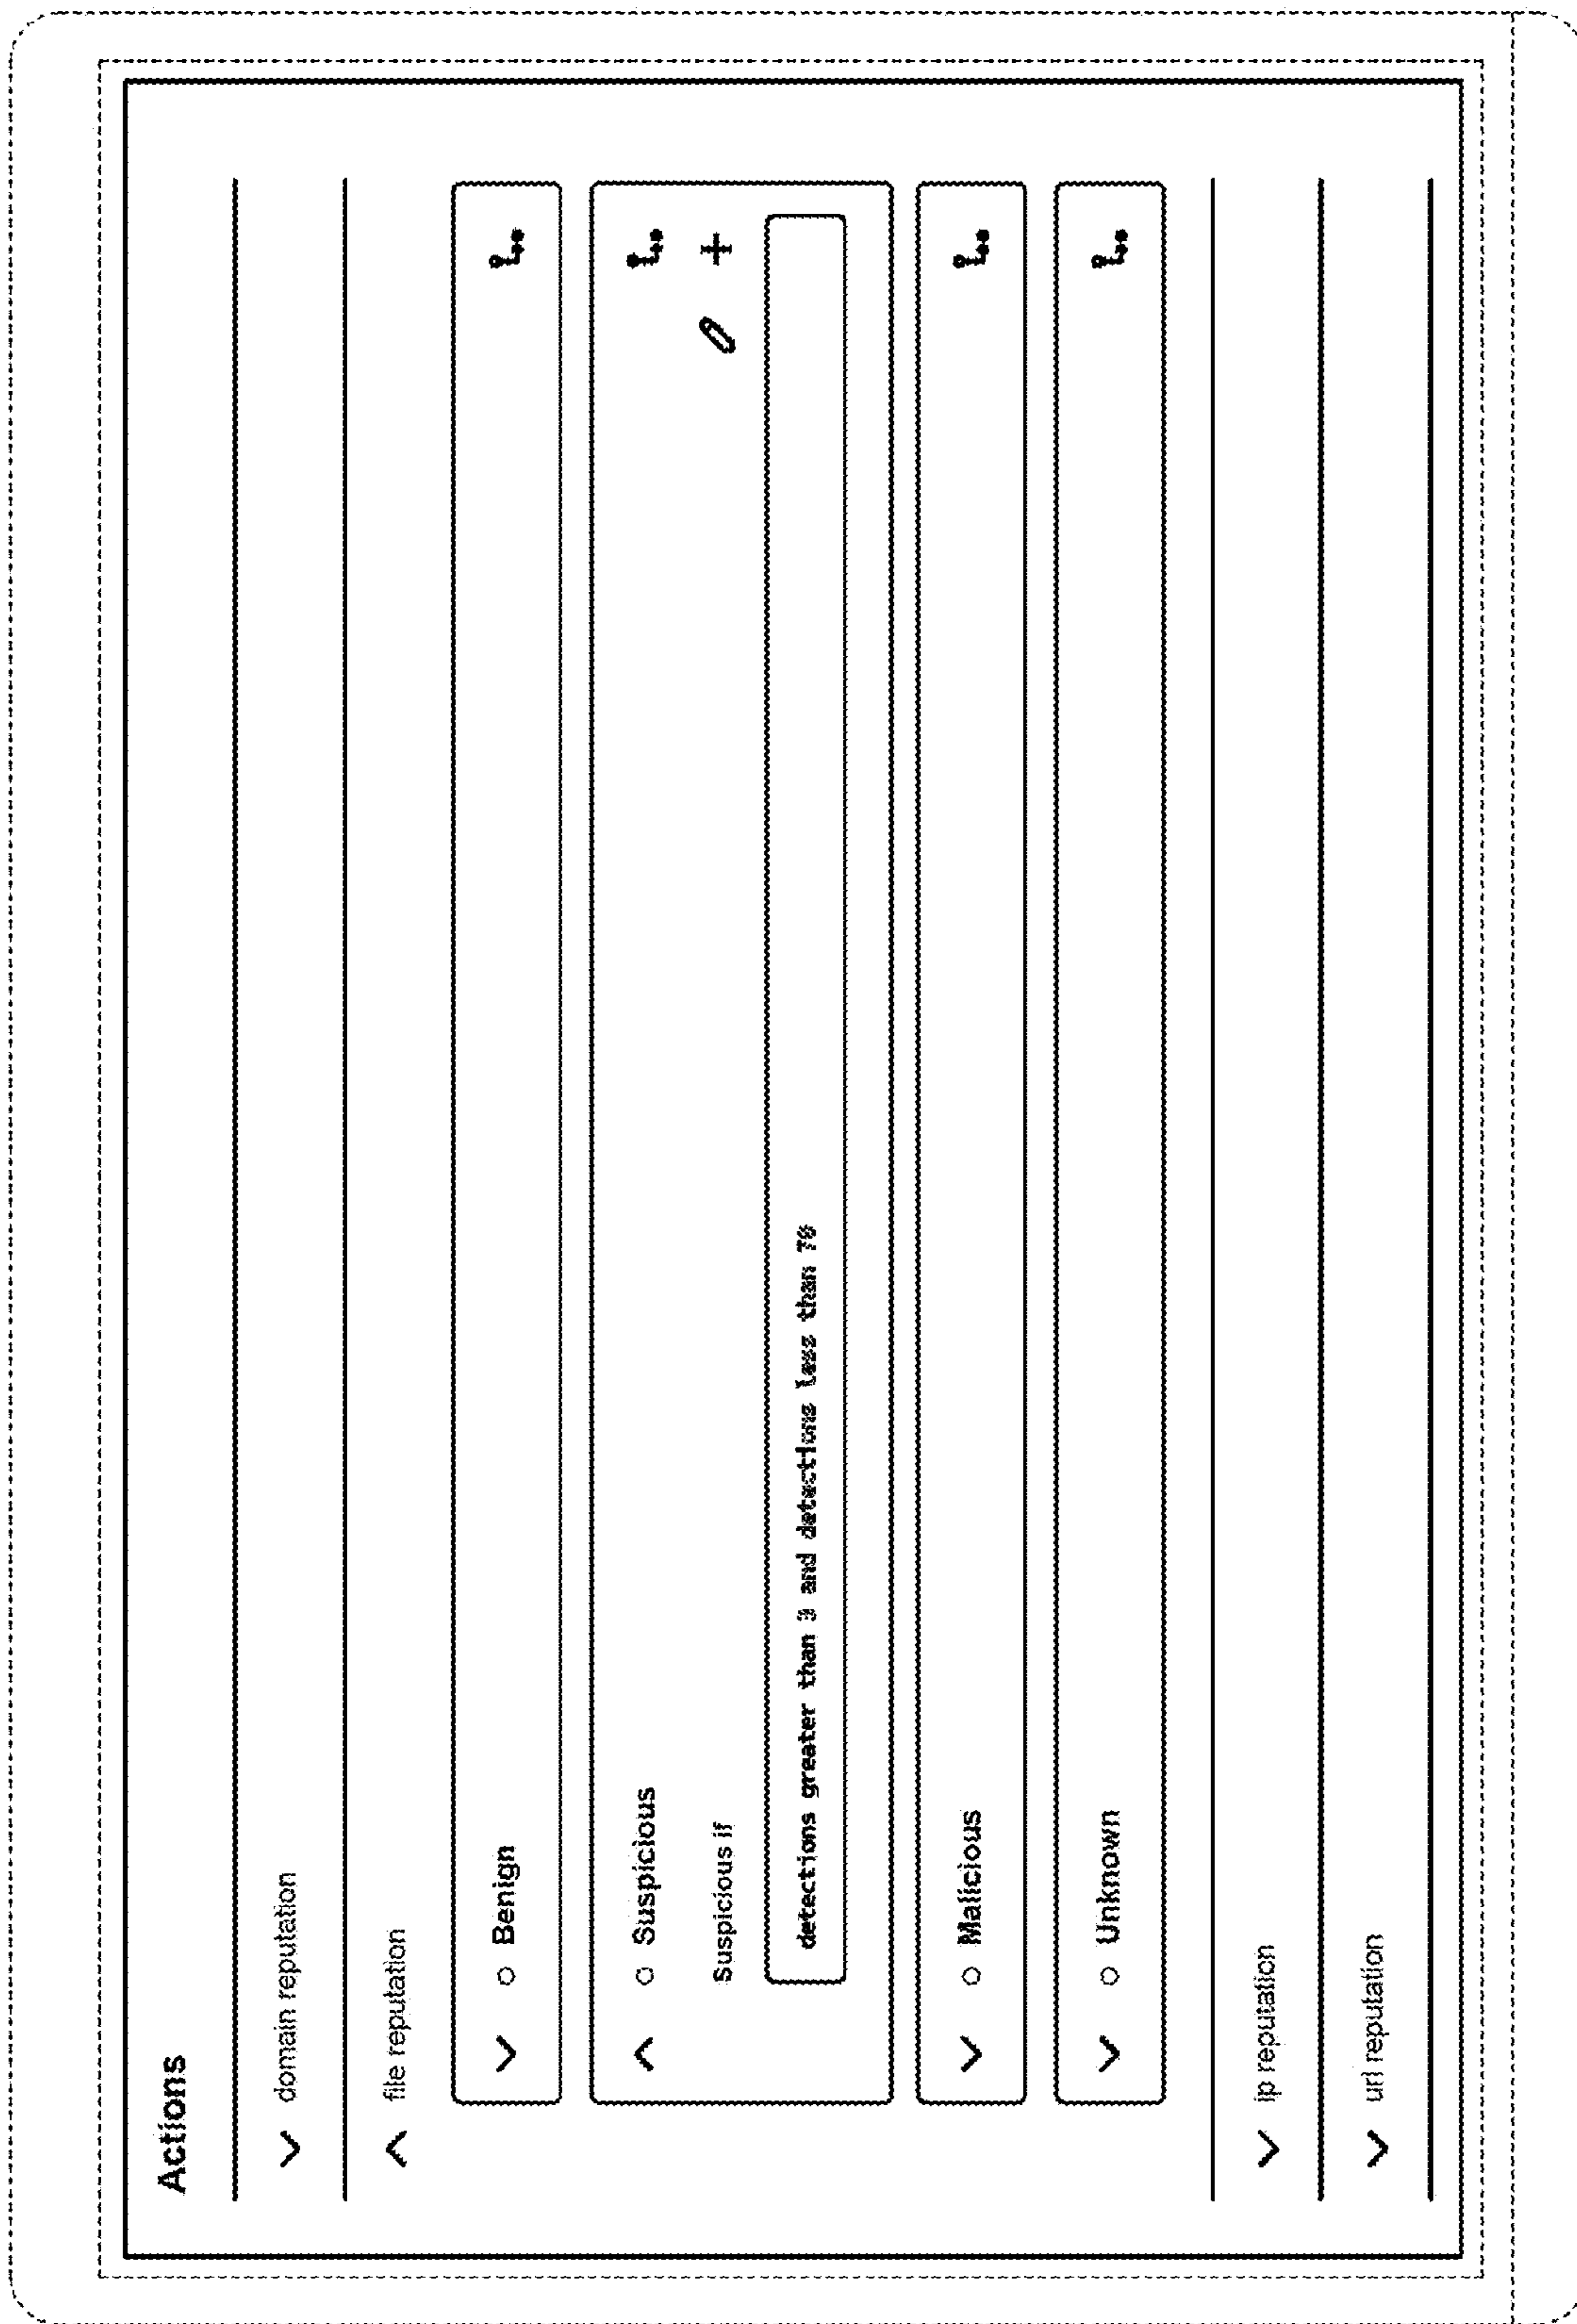 Actions
domain reputation
file reputation
Benign
Suspicious
Suspicious if
detections greater than 3 and detections less than 70
Malicious
Unknown
ip reputation
url reputation